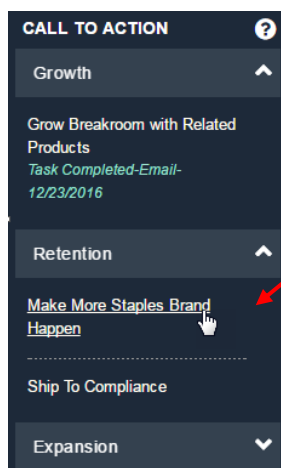 CALL TO ACTION ?
Growth
Grow Breakroom with Related
Products
Task Completed-Email-
12/23/2016
Retention
Make More Staples Brand
Happen
Ship To Compliance
Expansion